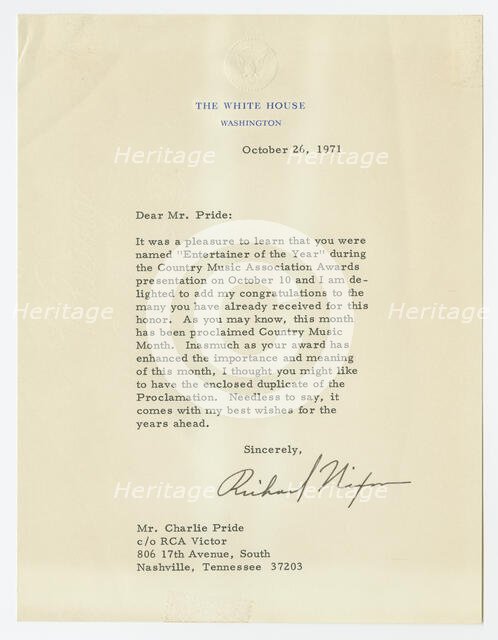 THE WHITE HOUSE
WASHINGTON
October 26, 1971
Heritage Heritage
Dear Mr. Pride:
It was a pleasure to learn that you were
named "Entertainer of the Year" during
the Country Music Association Awards
presentation on October 10 and I am de-
lighted to add my congratulations to the
many you have already received for this
honor. As you may know, this month
Heritage Heritage
has been proclaimed Country Music
Month. Inasmuch as your award has
enhanced the importance and meaning
of this month, I thought you might like
to have the enclosed duplicate of the
Proclamation. Needless to say, it
comes with my best wishes for the
years ahead.
Sincerely,
Richard Nixon
Heritage Heritage
Mr. Charlie Pride
c/o RCA Victor
806 17th Avenue, South
Nashville, Tennessee 37203